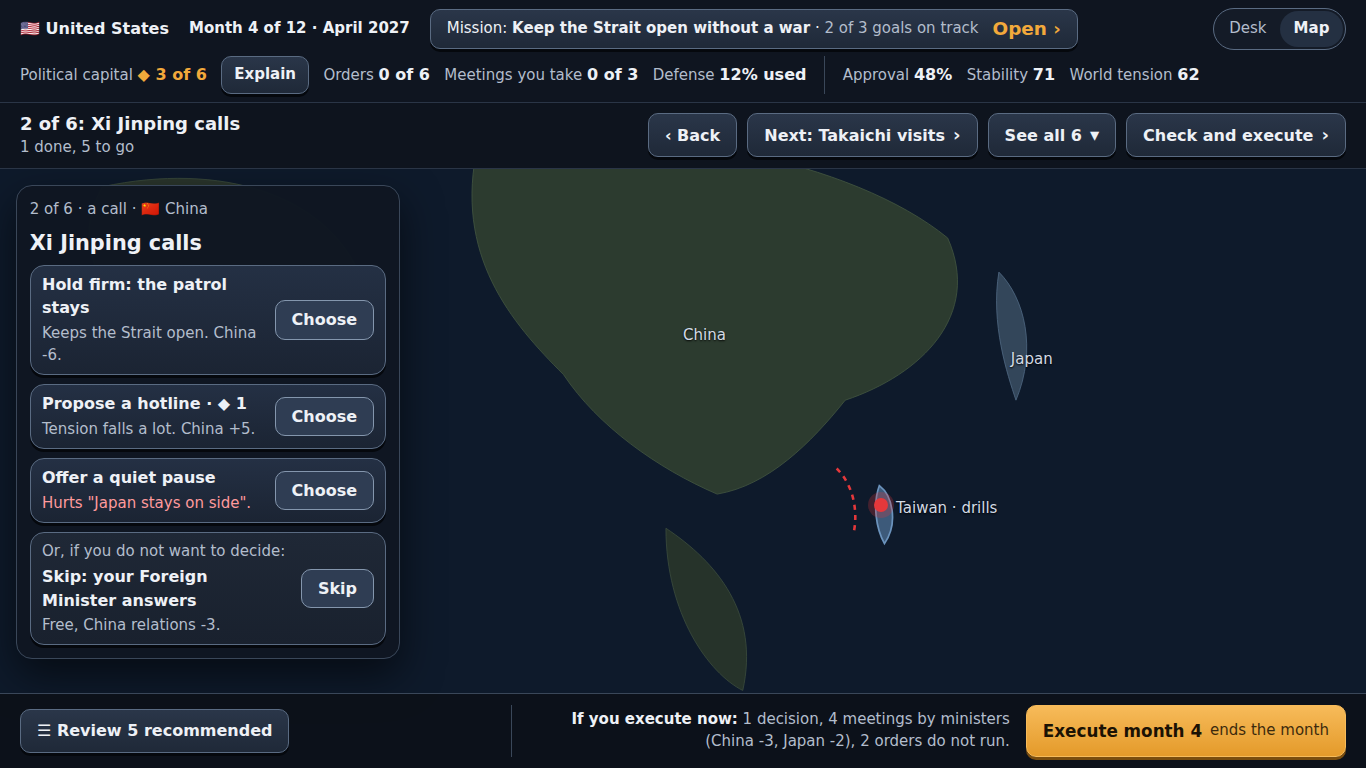 🇺🇸 United States Month 4 of 12 · April 2027 Mission: Keep the Strait open without a war · 2 of 3 goals on track Open › Desk Map
Political capital ◆ 3 of 6 Explain Orders 0 of 6 Meetings you take 0 of 3 Defense 12% used Approval 48% Stability 71 World tension 62
2 of 6: Xi Jinping calls
1 done, 5 to go
‹ Back Next: Takaichi visits › See all 6 ▾ Check and execute ›
2 of 6 · a call · 🇨🇳 China
Xi Jinping calls
Hold firm: the patrol
stays
Keeps the Strait open. China
-6.
Choose
Propose a hotline · ◆ 1
Tension falls a lot. China +5.
Choose
Offer a quiet pause
Hurts "Japan stays on side".
Choose
Or, if you do not want to decide:
Skip: your Foreign
Minister answers
Free, China relations -3.
Skip
China
Japan
Taiwan · drills
☰ Review 5 recommended
If you execute now: 1 decision, 4 meetings by ministers
(China -3, Japan -2), 2 orders do not run.
Execute month 4 ends the month